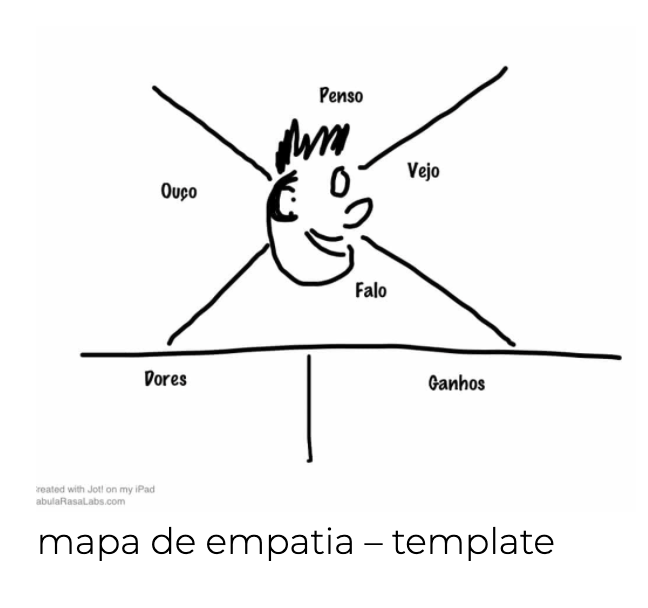 Penso
Vejo
Ouço
Falo
Dores
Ganhos
reated with Jot! on my iPad
abulaRasaLabs.com
mapa de empatia – template